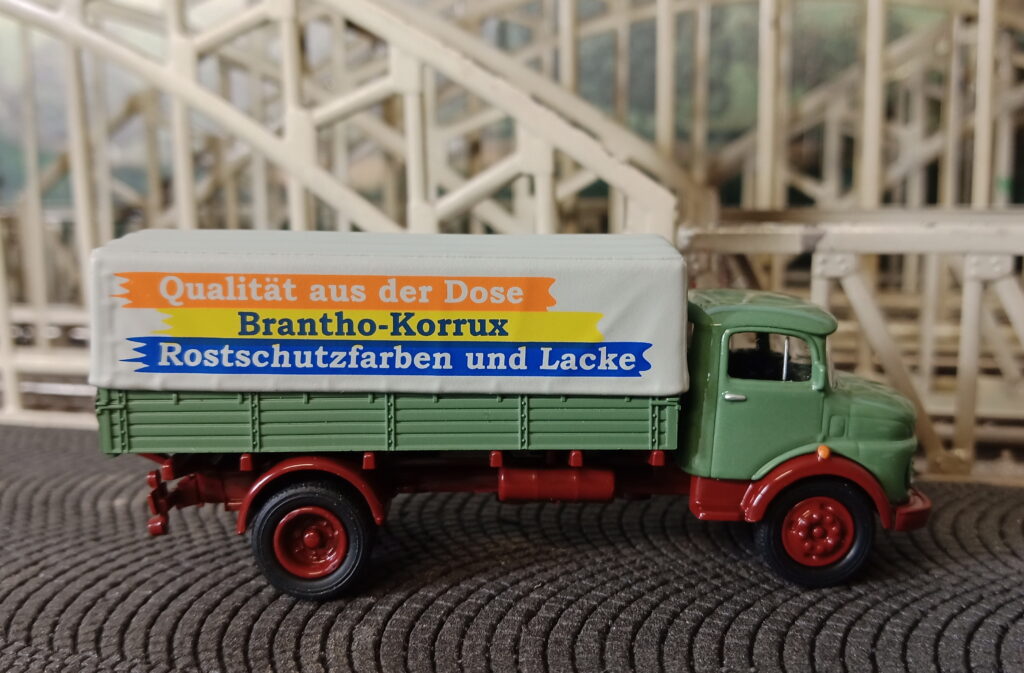 Qualität aus der Dose
Brantho-Korrux
Rostschutzfarben und Lacke